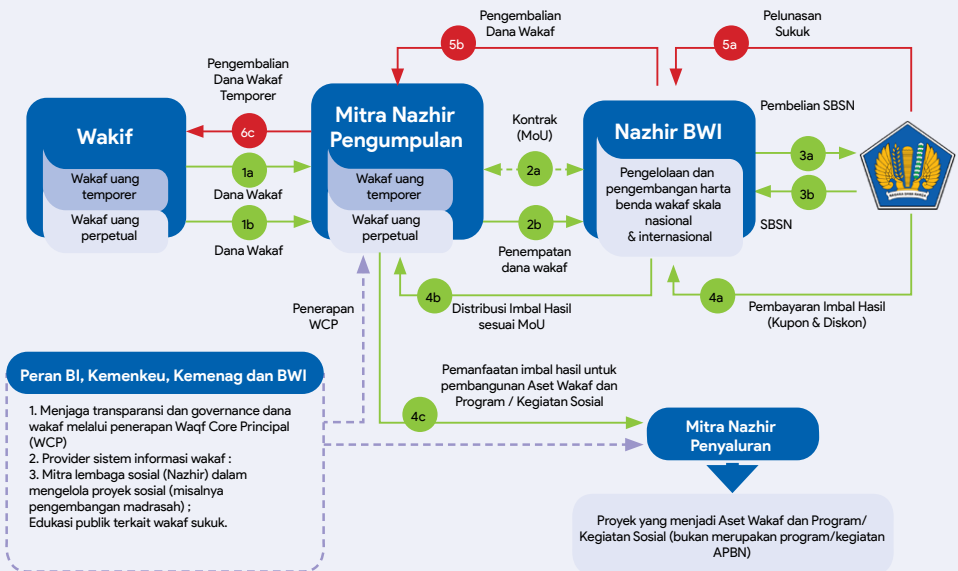 Pengembalian
Dana Wakaf
5b
Pelunasan
Sukuk
5a
Pengembalian
Dana Wakaf
Temporer
6c
Wakif
Wakaf uang
temporer
Wakaf uang
perpetual
1a
Dana Wakaf
1b
Dana Wakaf
Mitra Nazhir
Pengumpulan
Wakaf uang
temporer
Wakaf uang
perpetual
Kontrak
(MoU)
2a
2b
Penempatan
dana wakaf
Nazhir BWI
Pengelolaan dan
pengembangan harta
benda wakaf skala
nasional
& internasional
Pembelian SBSN
3a
3b
SBSN
4b
Distribusi Imbal Hasil
sesuai MoU
4a
Pembayaran Imbal Hasil
(Kupon & Diskon)
Penerapan
WCP
Peran BI, Kemenkeu, Kemenag dan BWI
1. Menjaga transparansi dan governance dana
wakaf melalui penerapan Waqf Core Principal
(WCP)
2. Provider sistem informasi wakaf :
3. Mitra lembaga sosial (Nazhir) dalam
mengelola proyek sosial (misalnya
pengembangan madrasah) ;
Edukasi publik terkait wakaf sukuk.
Pemanfaatan imbal hasil untuk
pembangunan Aset Wakaf dan
Program / Kegiatan Sosial
4c
Mitra Nazhir
Penyaluran
Proyek yang menjadi Aset Wakaf dan Program/
Kegiatan Sosial (bukan merupakan program/kegiatan
APBN)